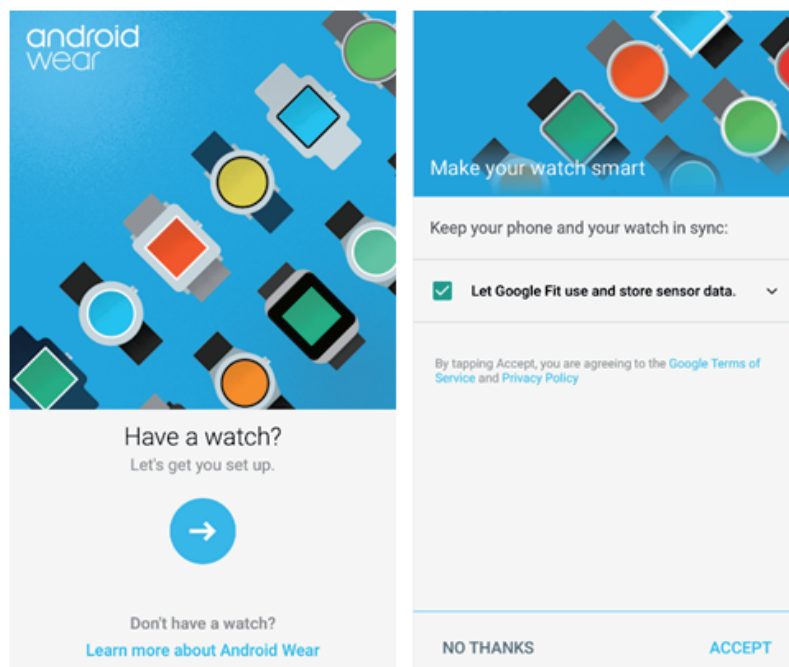 android
wear
Have a watch?
Let's get you set up.
Don't have a watch?
Learn more about Android Wear
Make your watch smart
Keep your phone and your watch in sync:
Let Google Fit use and store sensor data.
By tapping Accept, you are agreeing to the Google Terms of
Service and Privacy Policy
NO THANKS
ACCEPT